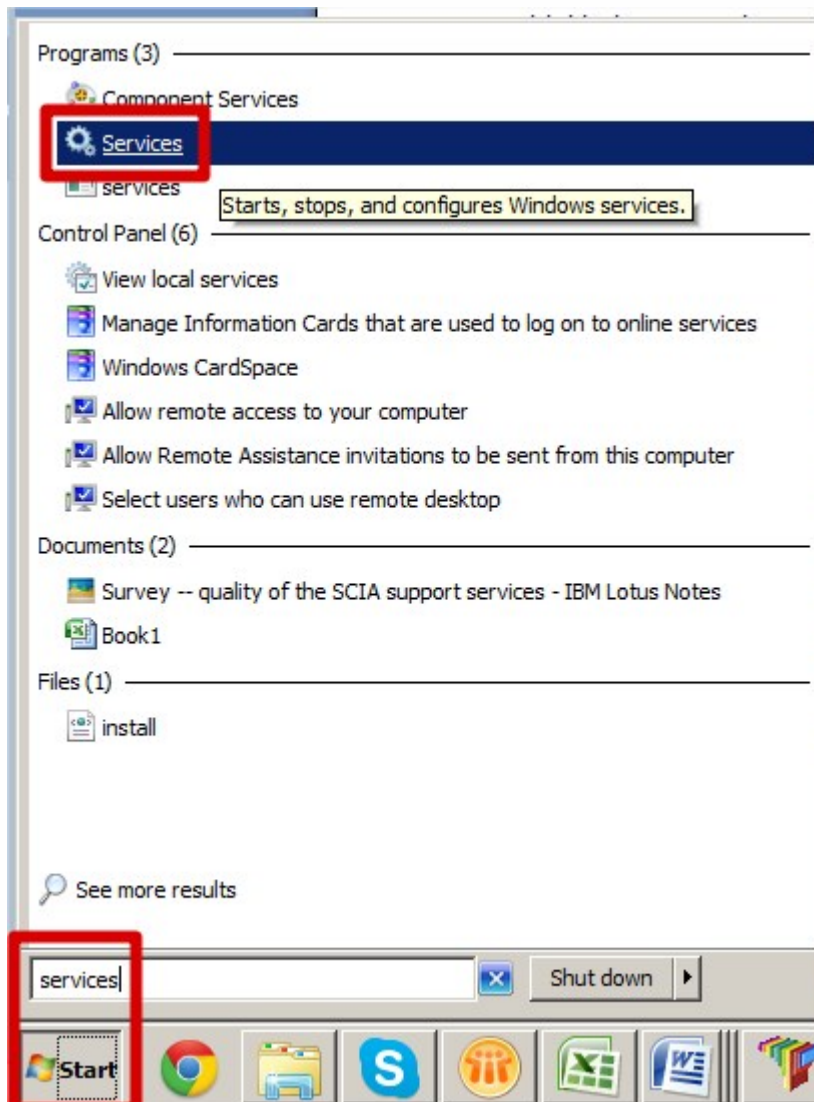 Programs (3)
Component Services
Services
services
Starts, stops, and configures Windows services.
Control Panel (6)
View local services
Manage Information Cards that are used to log on to online services
Windows CardSpace
Allow remote access to your computer
Allow Remote Assistance invitations to be sent from this computer
Select users who can use remote desktop
Documents (2)
Survey -- quality of the SCIA support services - IBM Lotus Notes
Book1
Files (1)
install
See more results
services
Shut down
Start